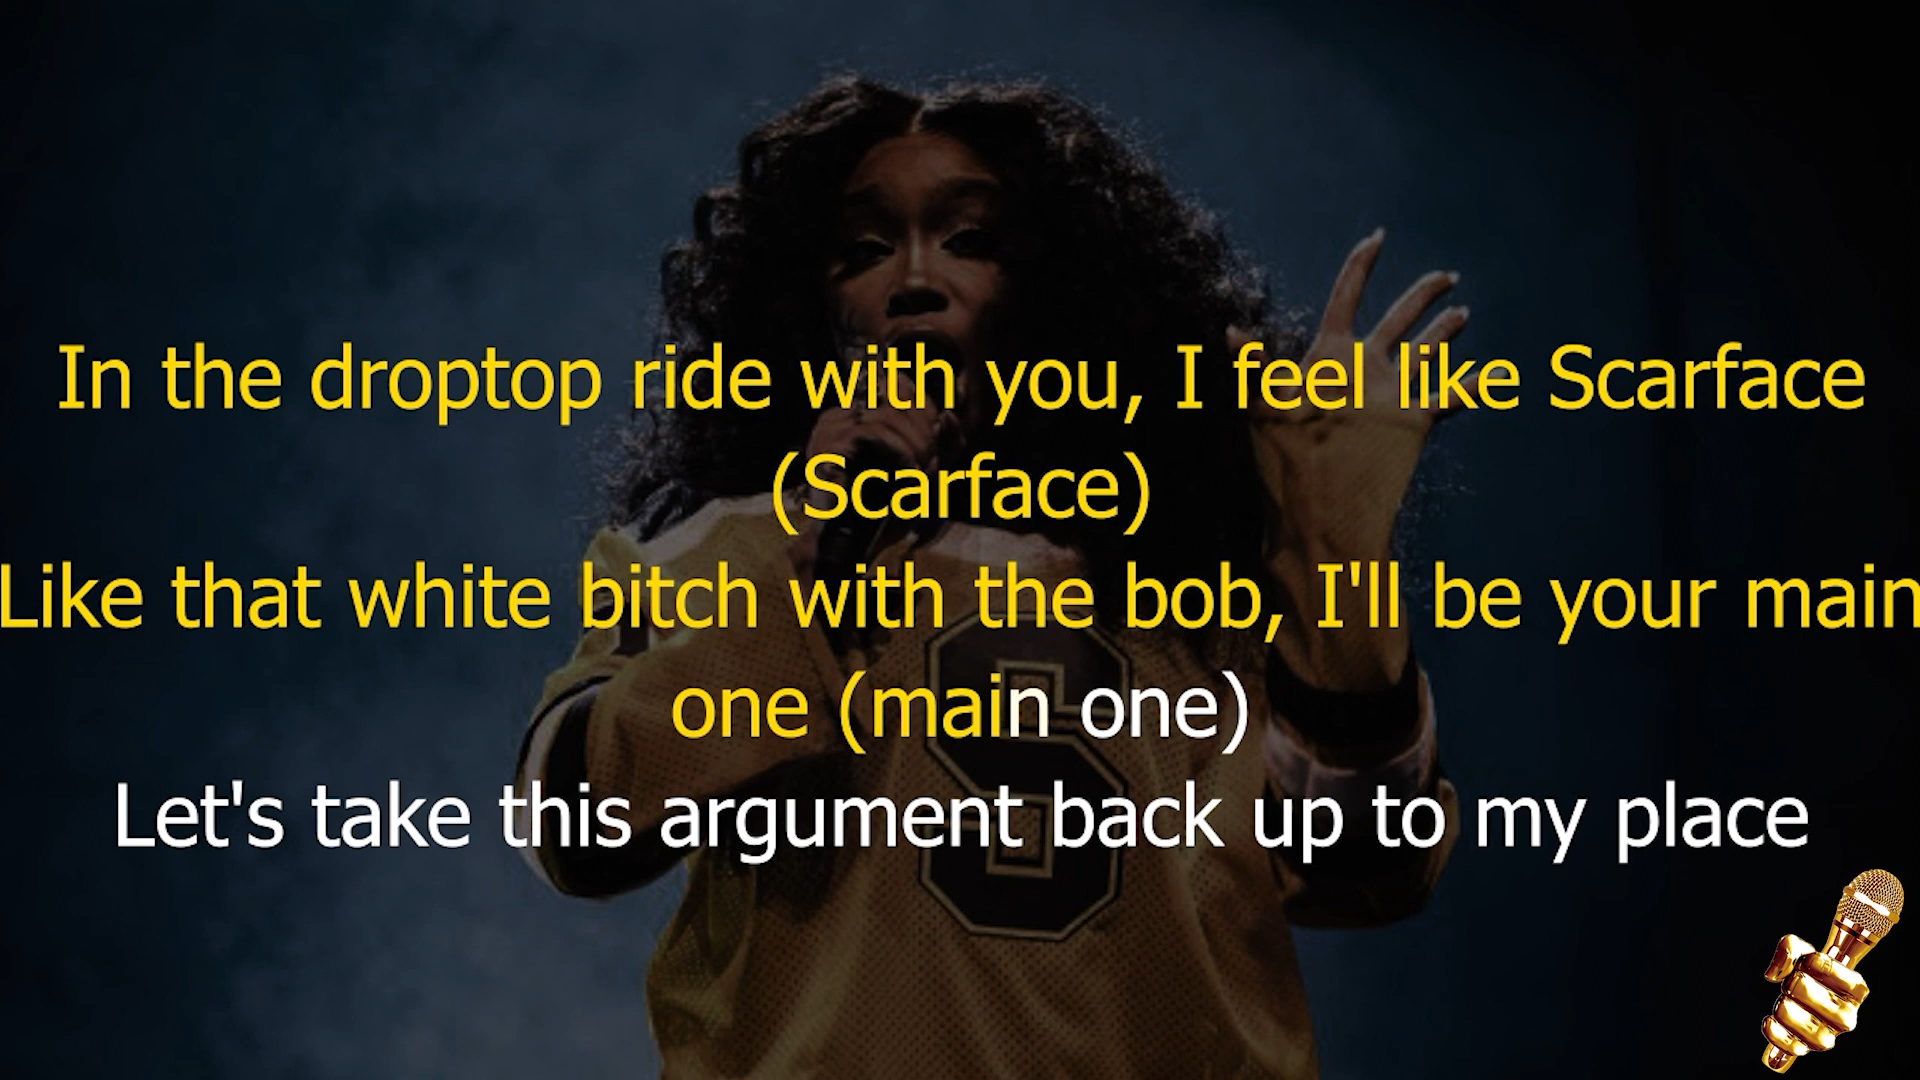 In the droptop ride with you, I feel like Scarface
(Scarface)
Like that white bitch with the bob, I'll be your main
one (main one)
Let's take this argument back up to my place
S